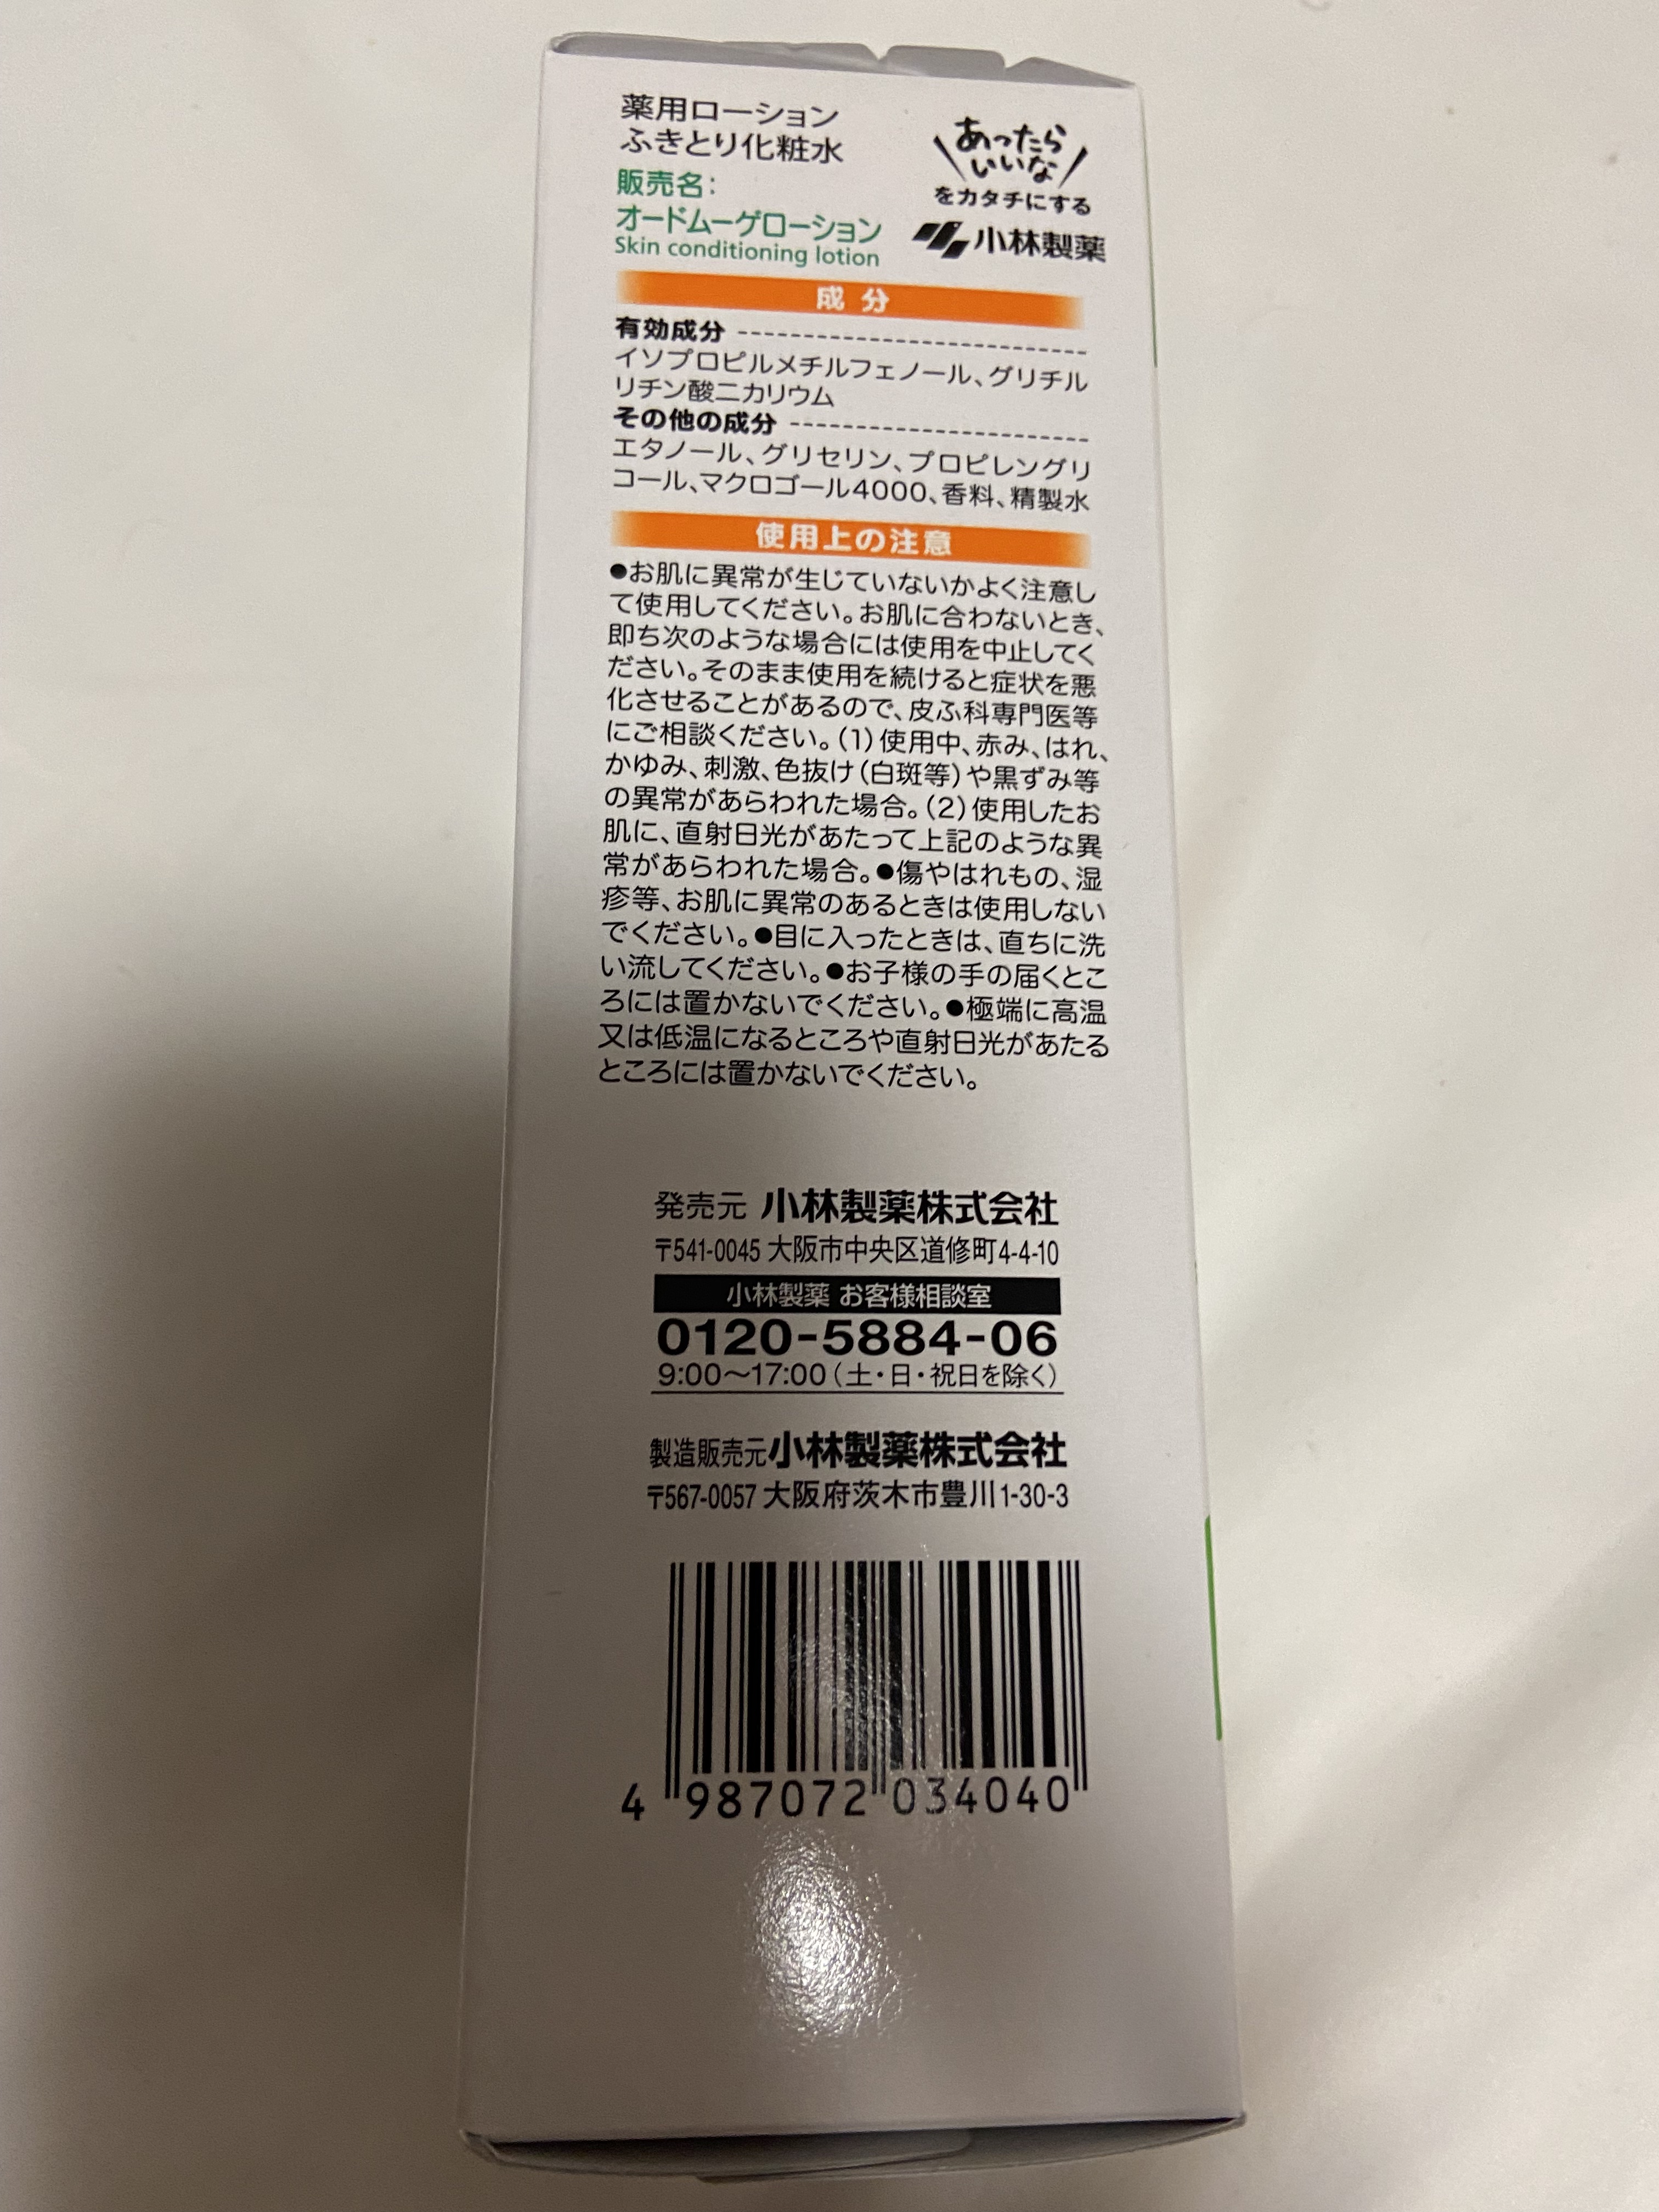 薬用ローション
ふきとり化粧水
販売名：
オードムーゲローション
Skin conditioning lotion
あったら
いいな
をカタチにする
小林製薬
成分
有効成分
イソプロピルメチルフェノール、グリチル
リチン酸二カリウム
その他の成分
エタノール、グリセリン、プロピレングリ
コール、マクロゴール4000、香料、精製水
使用上の注意
●お肌に異常が生じていないかよく注意し
て使用してください。お肌に合わないとき、
即ち次のような場合には使用を中止してく
ださい。そのまま使用を続けると症状を悪
化させることがあるので、皮ふ科専門医等
にご相談ください。（1）使用中、赤み、はれ、
かゆみ、刺激、色抜け（白斑等）や黒ずみ等
の異常があらわれた場合。（2）使用したお
肌に、直射日光があたって上記のような異
常があらわれた場合。●傷やはれもの、湿
疹等、お肌に異常のあるときは使用しない
でください。●目に入ったときは、直ちに洗
い流してください。●お子様の手の届くとこ
ろには置かないでください。●極端に高温
又は低温になるところや直射日光があたる
ところには置かないでください。
発売元 小林製薬株式会社
〒541-0045 大阪市中央区道修町4-4-10
小林製薬 お客様相談室
0120-5884-06
9:00〜17:00（土・日・祝日を除く）
製造販売元 小林製薬株式会社
〒567-0057 大阪府茨木市豊川1-30-3
4 987072 034040